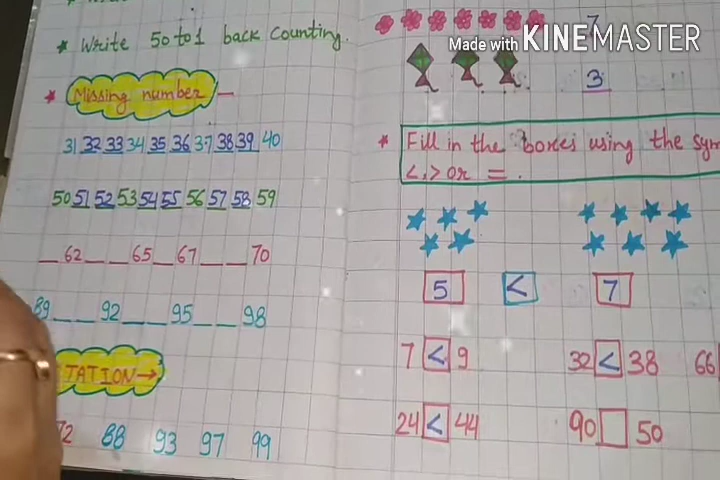 * Write 50 to 1 back counting.
* Missing number —
31 32 33 34 35 36 37 38 39 40
50 51 52 53 54 55 56 57 58 59
_ 62 _ _ 65 _ 67 _ _ 70
89 _ _ 92 _ _ 95 _ _ 98
TATION→
72 88 93 97 99
Made with KINEMASTER
7
3
* Fill in the boxes using the sym
<, > or = .
5 < 7
7 < 9 32 < 38 66
24 < 44 90 □ 50